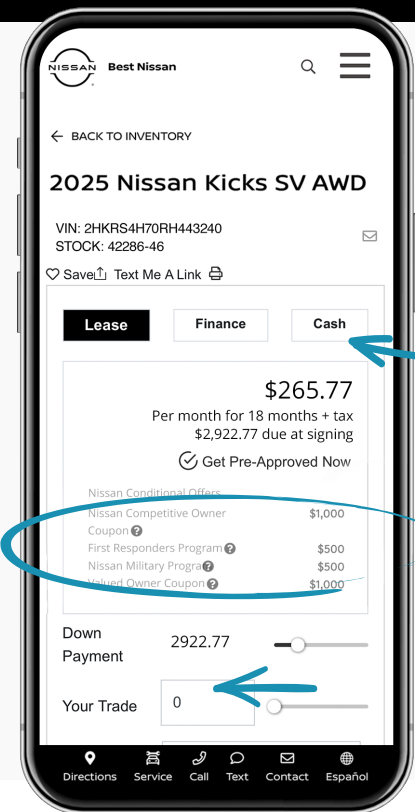 NISSAN
Best Nissan
BACK TO INVENTORY
2025 Nissan Kicks SV AWD
VIN: 2HKRS4H70RH443240
STOCK: 42286-46
Save Text Me A Link
Lease Finance Cash
$265.77
Per month for 18 months + tax
$2,922.77 due at signing
Get Pre-Approved Now
Nissan Conditional Offers
Nissan Competitive Owner $1,000
Coupon ?
First Responders Program ? $500
Nissan Military Progra ? $500
Valued Owner Coupon ? $1,000
Down 2922.77
Payment
Your Trade 0
Directions Service Call Text Contact Español